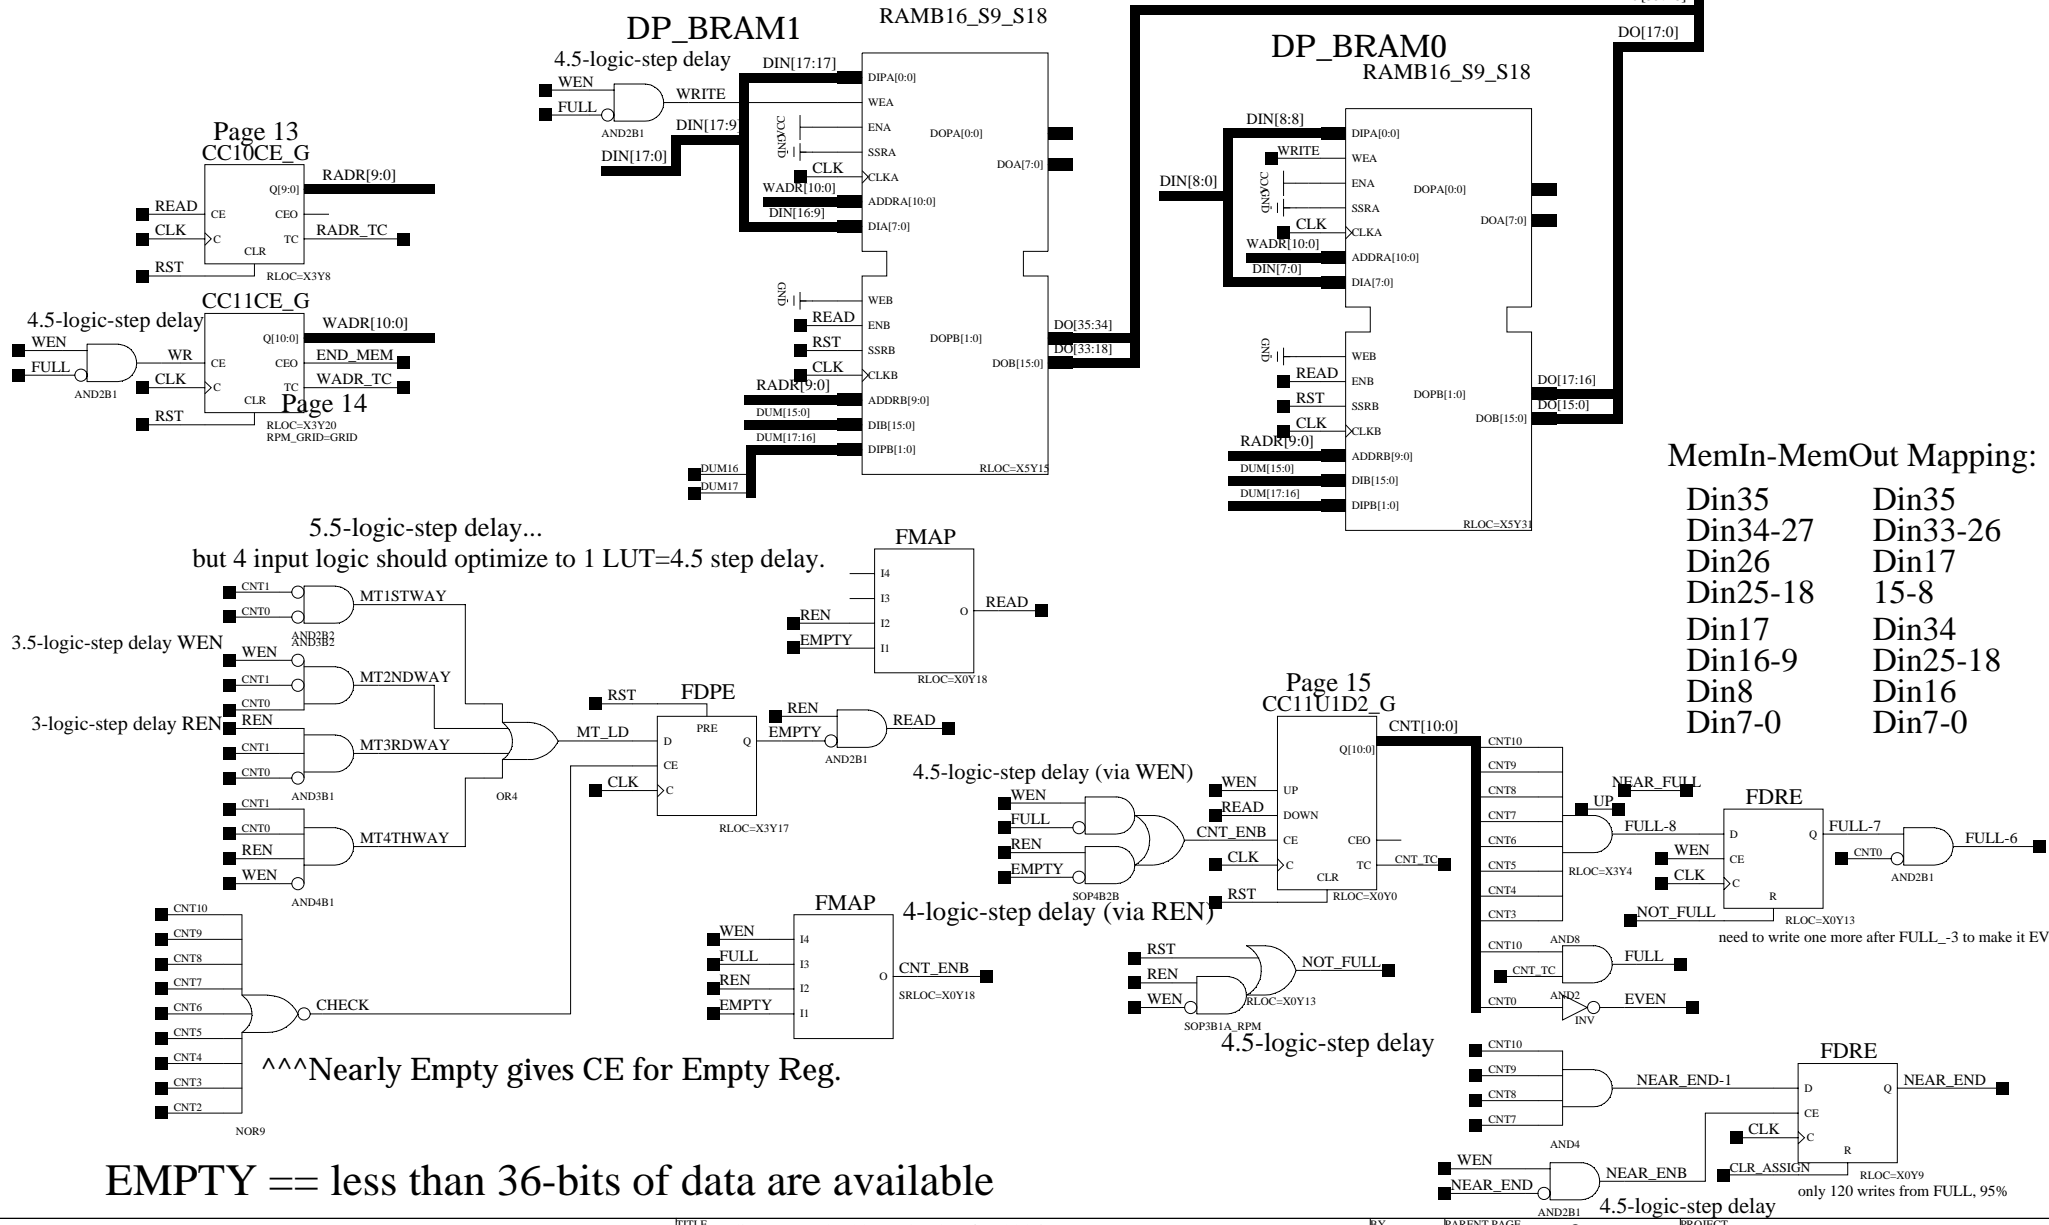 DP_BRAM1
RAMB16_S9_S18
4.5-logic-step delay
WEN
FULL
AND2B1
WRITE
DIN[17:17]
DIN[17:9]
DIN[17:0]
VCC
GND
CLK
WADR[10:0]
DIN[16:9]
DIPA[0:0]
WEA
ENA
SSRA
CLKA
ADDRA[10:0]
DIA[7:0]
DOPA[0:0]
DOA[7:0]
GND
READ
RST
CLK
RADR[9:0]
DUM[15:0]
DUM[17:16]
DUM16
DUM17
WEB
ENB
SSRB
CLKB
ADDRB[9:0]
DIB[15:0]
DIPB[1:0]
DOPB[1:0]
DOB[15:0]
DO[35:34]
DO[33:18]
RLOC=X5Y15
DP_BRAM0
RAMB16_S9_S18
DO[17:0]
DIN[8:8]
DIN[8:0]
WRITE
VCC
GND
CLK
WADR[10:0]
DIN[7:0]
DIPA[0:0]
WEA
ENA
SSRA
CLKA
ADDRA[10:0]
DIA[7:0]
DOPA[0:0]
DOA[7:0]
GND
READ
RST
CLK
RADR[9:0]
DUM[15:0]
DUM[17:16]
WEB
ENB
SSRB
CLKB
ADDRB[9:0]
DIB[15:0]
DIPB[1:0]
DOPB[1:0]
DOB[15:0]
DO[17:16]
DO[15:0]
RLOC=X5Y31
Page 13
CC10CE_G
READ
CLK
RST
CE
C
CLR
Q[9:0]
CEO
TC
RADR[9:0]
RADR_TC
RLOC=X3Y8
CC11CE_G
4.5-logic-step delay
WEN
FULL
AND2B1
WR
CLK
RST
CE
C
CLR
Q[10:0]
CEO
TC
WADR[10:0]
END_MEM
WADR_TC
Page 14
RLOC=X3Y20
RPM_GRID=GRID
MemIn-MemOut Mapping:
Din35 Din35
Din34-27 Din33-26
Din26 Din17
Din25-18 15-8
Din17 Din34
Din16-9 Din25-18
Din8 Din16
Din7-0 Din7-0
5.5-logic-step delay...
but 4 input logic should optimize to 1 LUT=4.5 step delay.
CNT1
CNT0
AND2B2
MT1STWAY
3.5-logic-step delay WEN
AND3B2
WEN
CNT1
CNT0
MT2NDWAY
3-logic-step delay REN
REN
CNT1
CNT0
AND3B1
MT3RDWAY
CNT1
CNT0
REN
WEN
AND4B1
MT4THWAY
OR4
MT_LD
RST
FDPE
PRE
D
CE
C
Q
CLK
RLOC=X3Y17
REN
EMPTY
AND2B1
READ
FMAP
I4
I3
I2
I1
O
REN
EMPTY
READ
RLOC=X0Y18
CNT10
CNT9
CNT8
CNT7
CNT6
CNT5
CNT4
CNT3
CNT2
NOR9
CHECK
^^^Nearly Empty gives CE for Empty Reg.
FMAP
WEN
FULL
REN
EMPTY
I4
I3
I2
I1
O
CNT_ENB
SRLOC=X0Y18
4.5-logic-step delay (via WEN)
WEN
FULL
REN
EMPTY
SOP4B2B
CNT_ENB
4-logic-step delay (via REN)
Page 15
CC11U1D2_G
WEN
READ
CLK
RST
UP
DOWN
CE
C
CLR
Q[10:0]
CEO
TC
CNT[10:0]
CNT_TC
RLOC=X0Y0
RST
REN
WEN
SOP3B1A_RPM
RLOC=X0Y13
NOT_FULL
4.5-logic-step delay
CNT10
CNT9
CNT8
CNT7
CNT6
CNT5
CNT4
CNT3
AND8
NEAR_FULL
UP
RLOC=X3Y4
FULL-8
FDRE
WEN
CLK
NOT_FULL
D
CE
C
R
Q
FULL-7
CNT0
AND2B1
FULL-6
RLOC=X0Y13
need to write one more after FULL_-3 to make it EV
CNT10
CNT_TC
AND2
FULL
CNT0
INV
EVEN
CNT10
CNT9
CNT8
CNT7
AND4
NEAR_END-1
FDRE
D
CE
C
R
Q
NEAR_END
CLK
CLR_ASSIGN
RLOC=X0Y9
only 120 writes from FULL, 95%
WEN
NEAR_END
AND2B1
NEAR_ENB
4.5-logic-step delay
EMPTY == less than 36-bits of data are available
TITLE
BY
PARENT PAGE
PROJECT